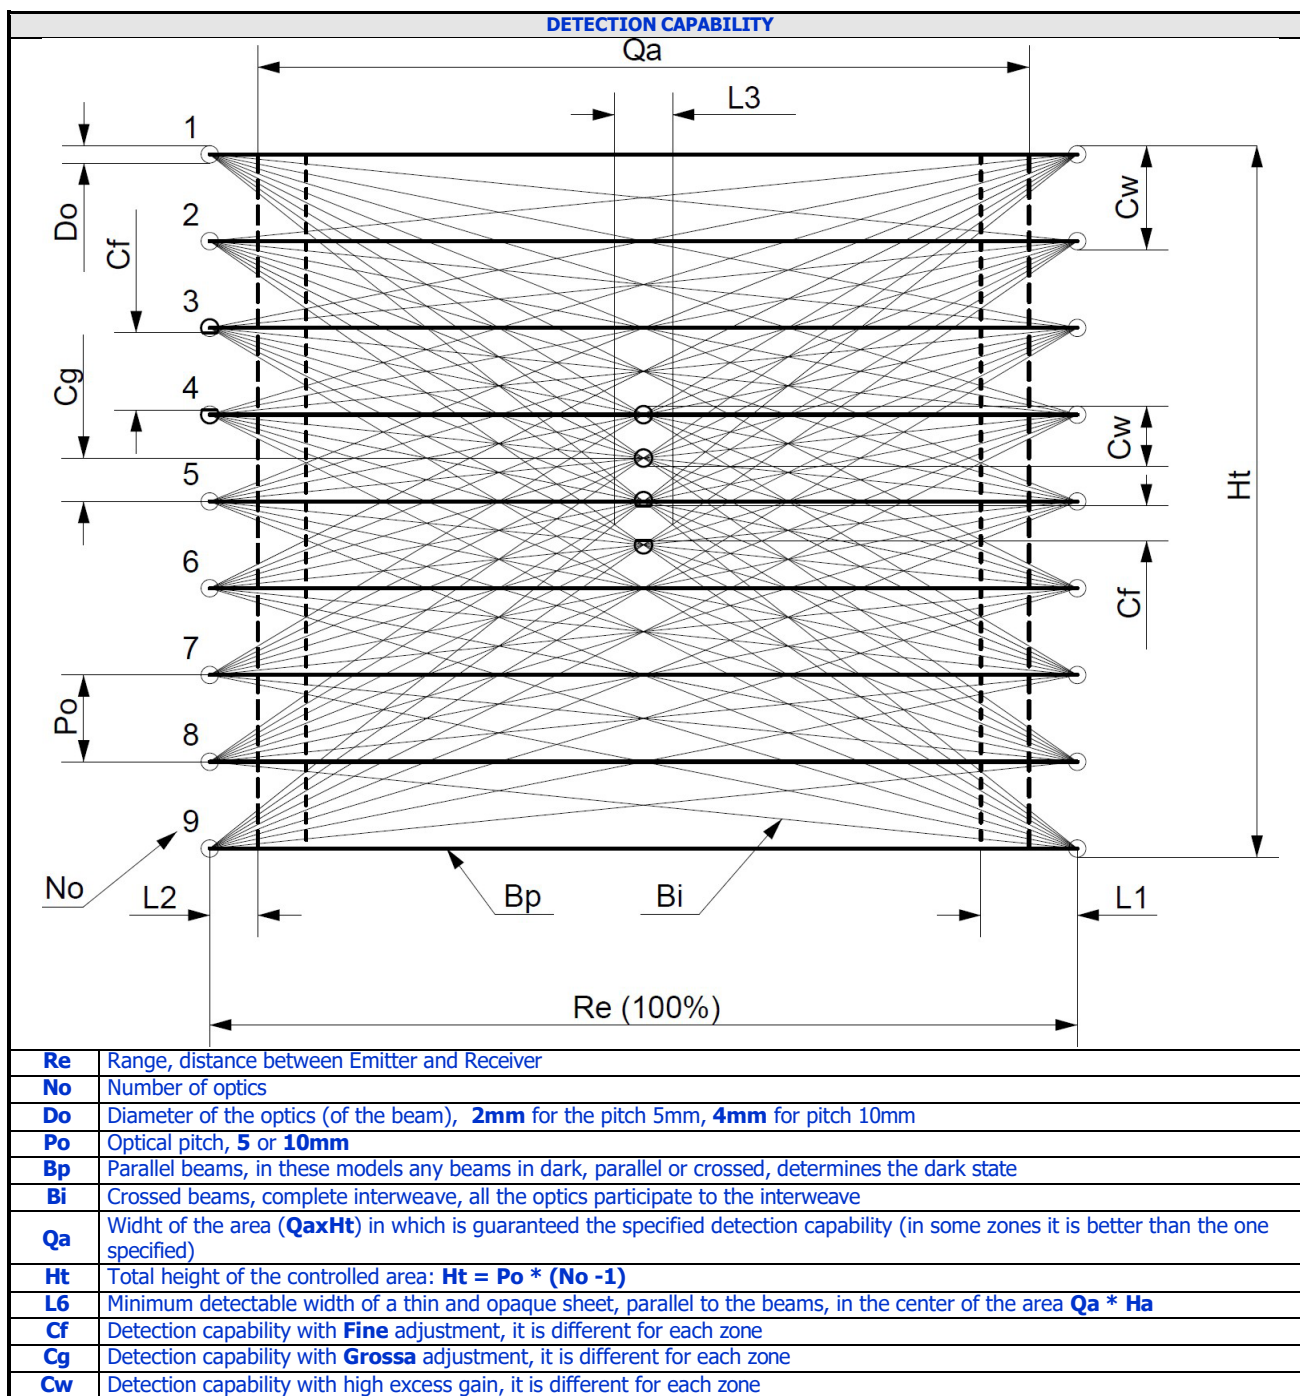 DETECTION CAPABILITY
Qa
L3
1
Do
2
Cf
3
Cg
4
5
6
7
Po
8
9
No
L2
Bp
Bi
L1
Cw
Cw
Ht
Cf
Re (100%)
Re Range, distance between Emitter and Receiver
No Number of optics
Do Diameter of the optics (of the beam), 2mm for the pitch 5mm, 4mm for pitch 10mm
Po Optical pitch, 5 or 10mm
Bp Parallel beams, in these models any beams in dark, parallel or crossed, determines the dark state
Bi Crossed beams, complete interweave, all the optics participate to the interweave
Qa Widht of the area (QaxHt) in which is guaranteed the specified detection capability (in some zones it is better than the one
specified)
Ht Total height of the controlled area: Ht = Po * (No -1)
L6 Minimum detectable width of a thin and opaque sheet, parallel to the beams, in the center of the area Qa * Ha
Cf Detection capability with Fine adjustment, it is different for each zone
Cg Detection capability with Grossa adjustment, it is different for each zone
Cw Detection capability with high excess gain, it is different for each zone